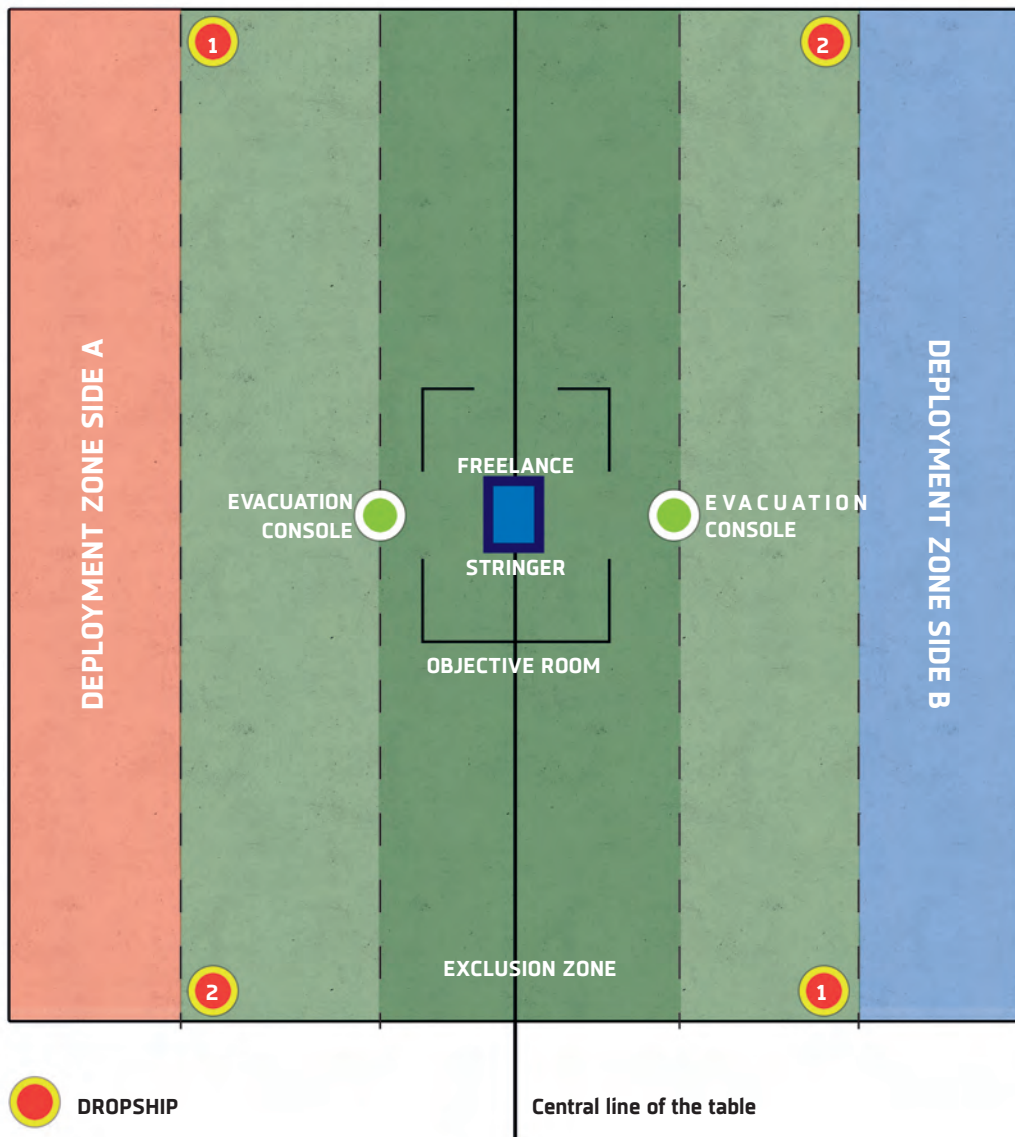 1
2
DEPLOYMENT ZONE SIDE A
DEPLOYMENT ZONE SIDE B
FREELANCE
EVACUATION
CONSOLE
EVACUATION
CONSOLE
STRINGER
OBJECTIVE ROOM
EXCLUSION ZONE
2
1
DROPSHIP
Central line of the table